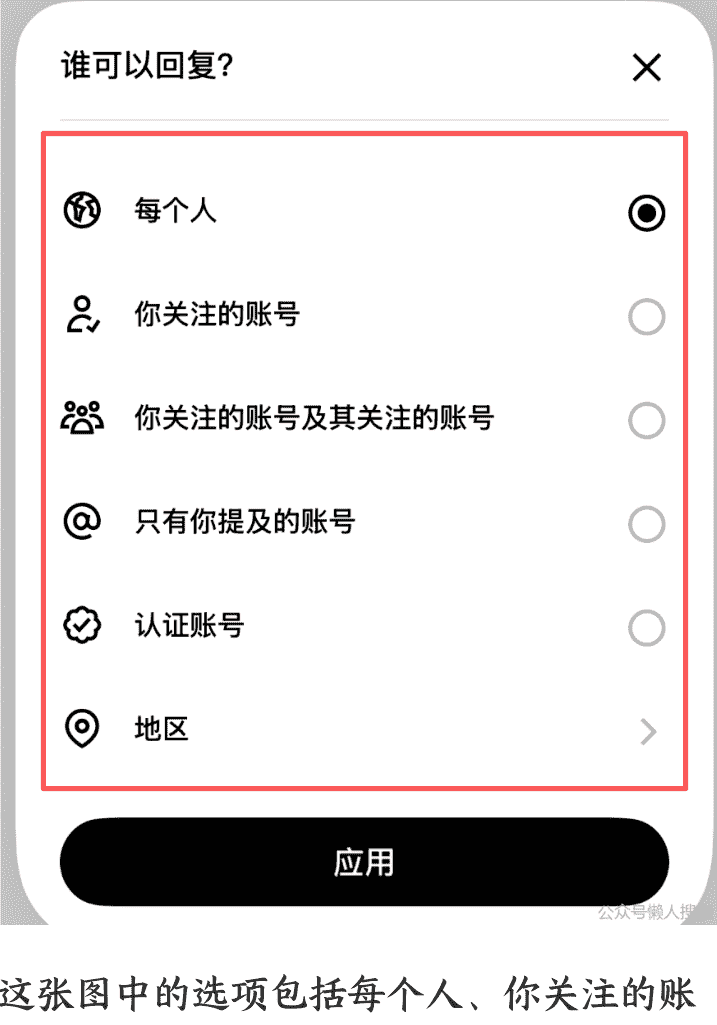 谁可以回复?
每个人
你关注的账号
你关注的账号及其关注的账号
只有你提及的账号
认证账号
地区
应用
公众号懒人搜
这张图中的选项包括每个人、你关注的账